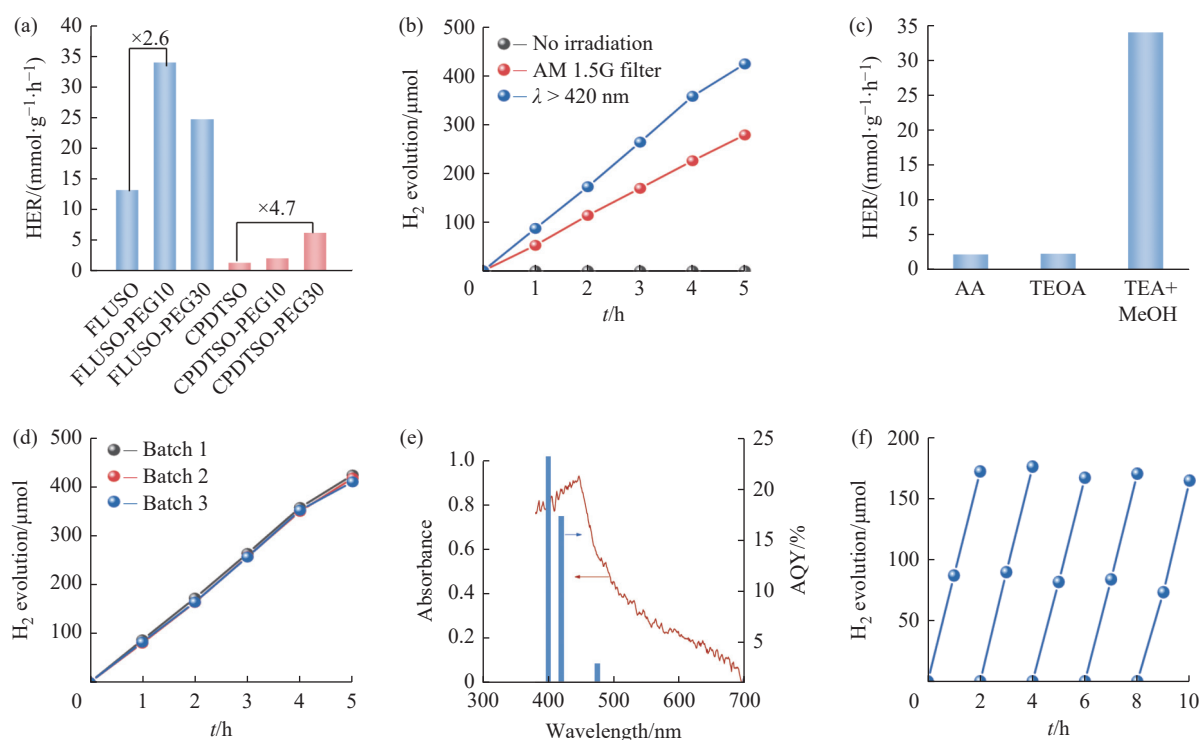 (a)
HER/(mmol·g⁻¹·h⁻¹)
40
35
30
25
20
15
10
5
0
×2.6
×4.7
FLUSO
FLUSO-PEG10
FLUSO-PEG30
CPDTSO
CPDTSO-PEG10
CPDTSO-PEG30
(b)
H₂ evolution/μmol
500
400
300
200
100
No irradiation
AM 1.5G filter
λ > 420 nm
0 1 2 3 4 5
t/h
(c)
HER/(mmol·g⁻¹·h⁻¹)
35
30
25
20
15
10
5
0
AA TEOA TEA+
MeOH
(d)
H₂ evolution/μmol
500
400
300
200
100
Batch 1
Batch 2
Batch 3
0 1 2 3 4 5
t/h
(e)
Absorbance
1.0
0.8
0.6
0.4
0.2
0
25
20
15
10
5
AQY/%
300 400 500 600 700
Wavelength/nm
(f)
H₂ evolution/μmol
200
150
100
50
0 2 4 6 8 10
t/h